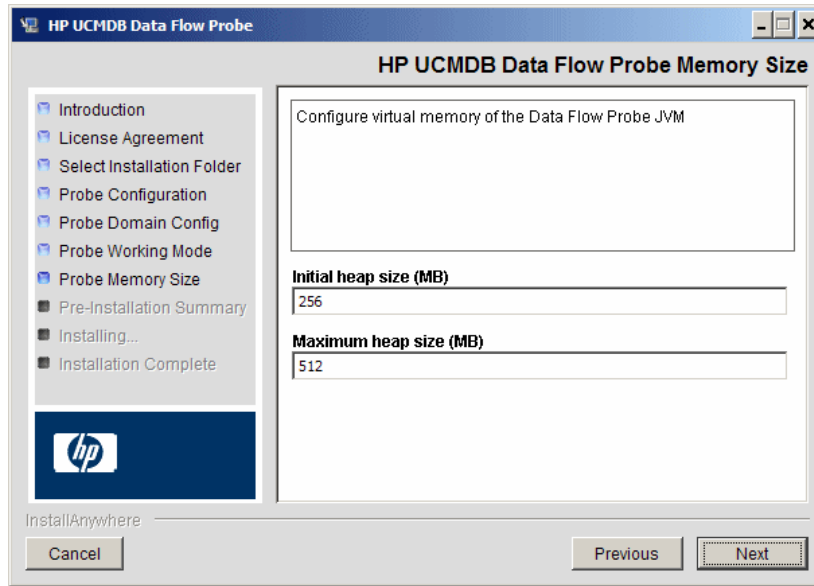 HP UCMDB Data Flow Probe
HP UCMDB Data Flow Probe Memory Size
Introduction
License Agreement
Select Installation Folder
Probe Configuration
Probe Domain Config
Probe Working Mode
Probe Memory Size
Pre-Installation Summary
Installing...
Installation Complete
hp
Configure virtual memory of the Data Flow Probe JVM
Initial heap size (MB)
256
Maximum heap size (MB)
512
InstallAnywhere
Cancel
Previous
Next